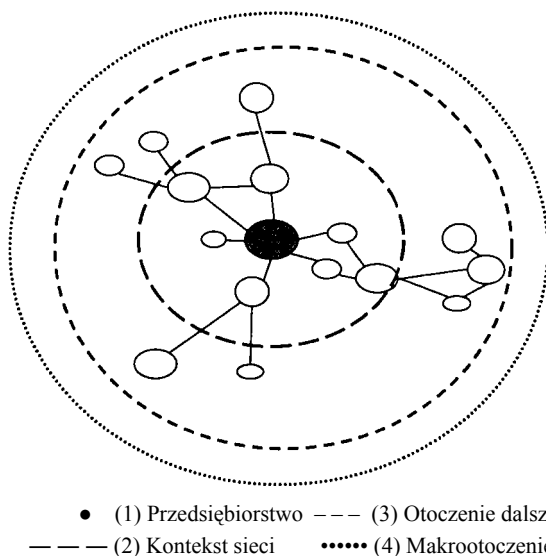 ● (1) Przedsiębiorstwo – – – (3) Otoczenie dalsz
— — — (2) Kontekst sieci •••••• (4) Makrootoczeni